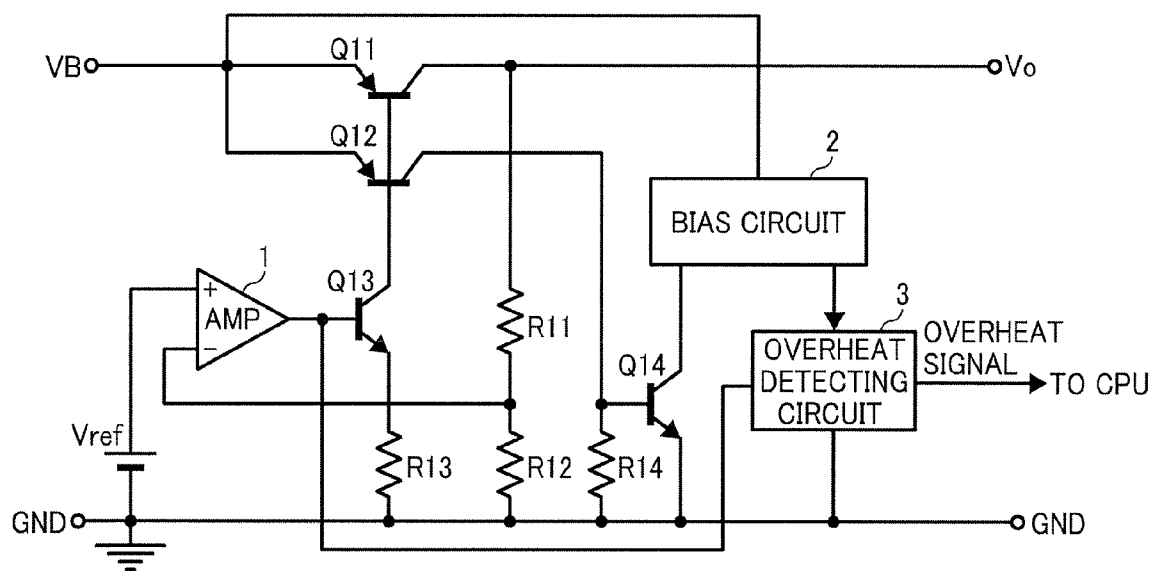 Q11
VB
Vo
Q12
2
BIAS CIRCUIT
1
Q13
+
AMP
−
R11
3
OVERHEAT
DETECTING
CIRCUIT
OVERHEAT
SIGNAL
TO CPU
Q14
Vref
R13
R12
R14
GND
GND